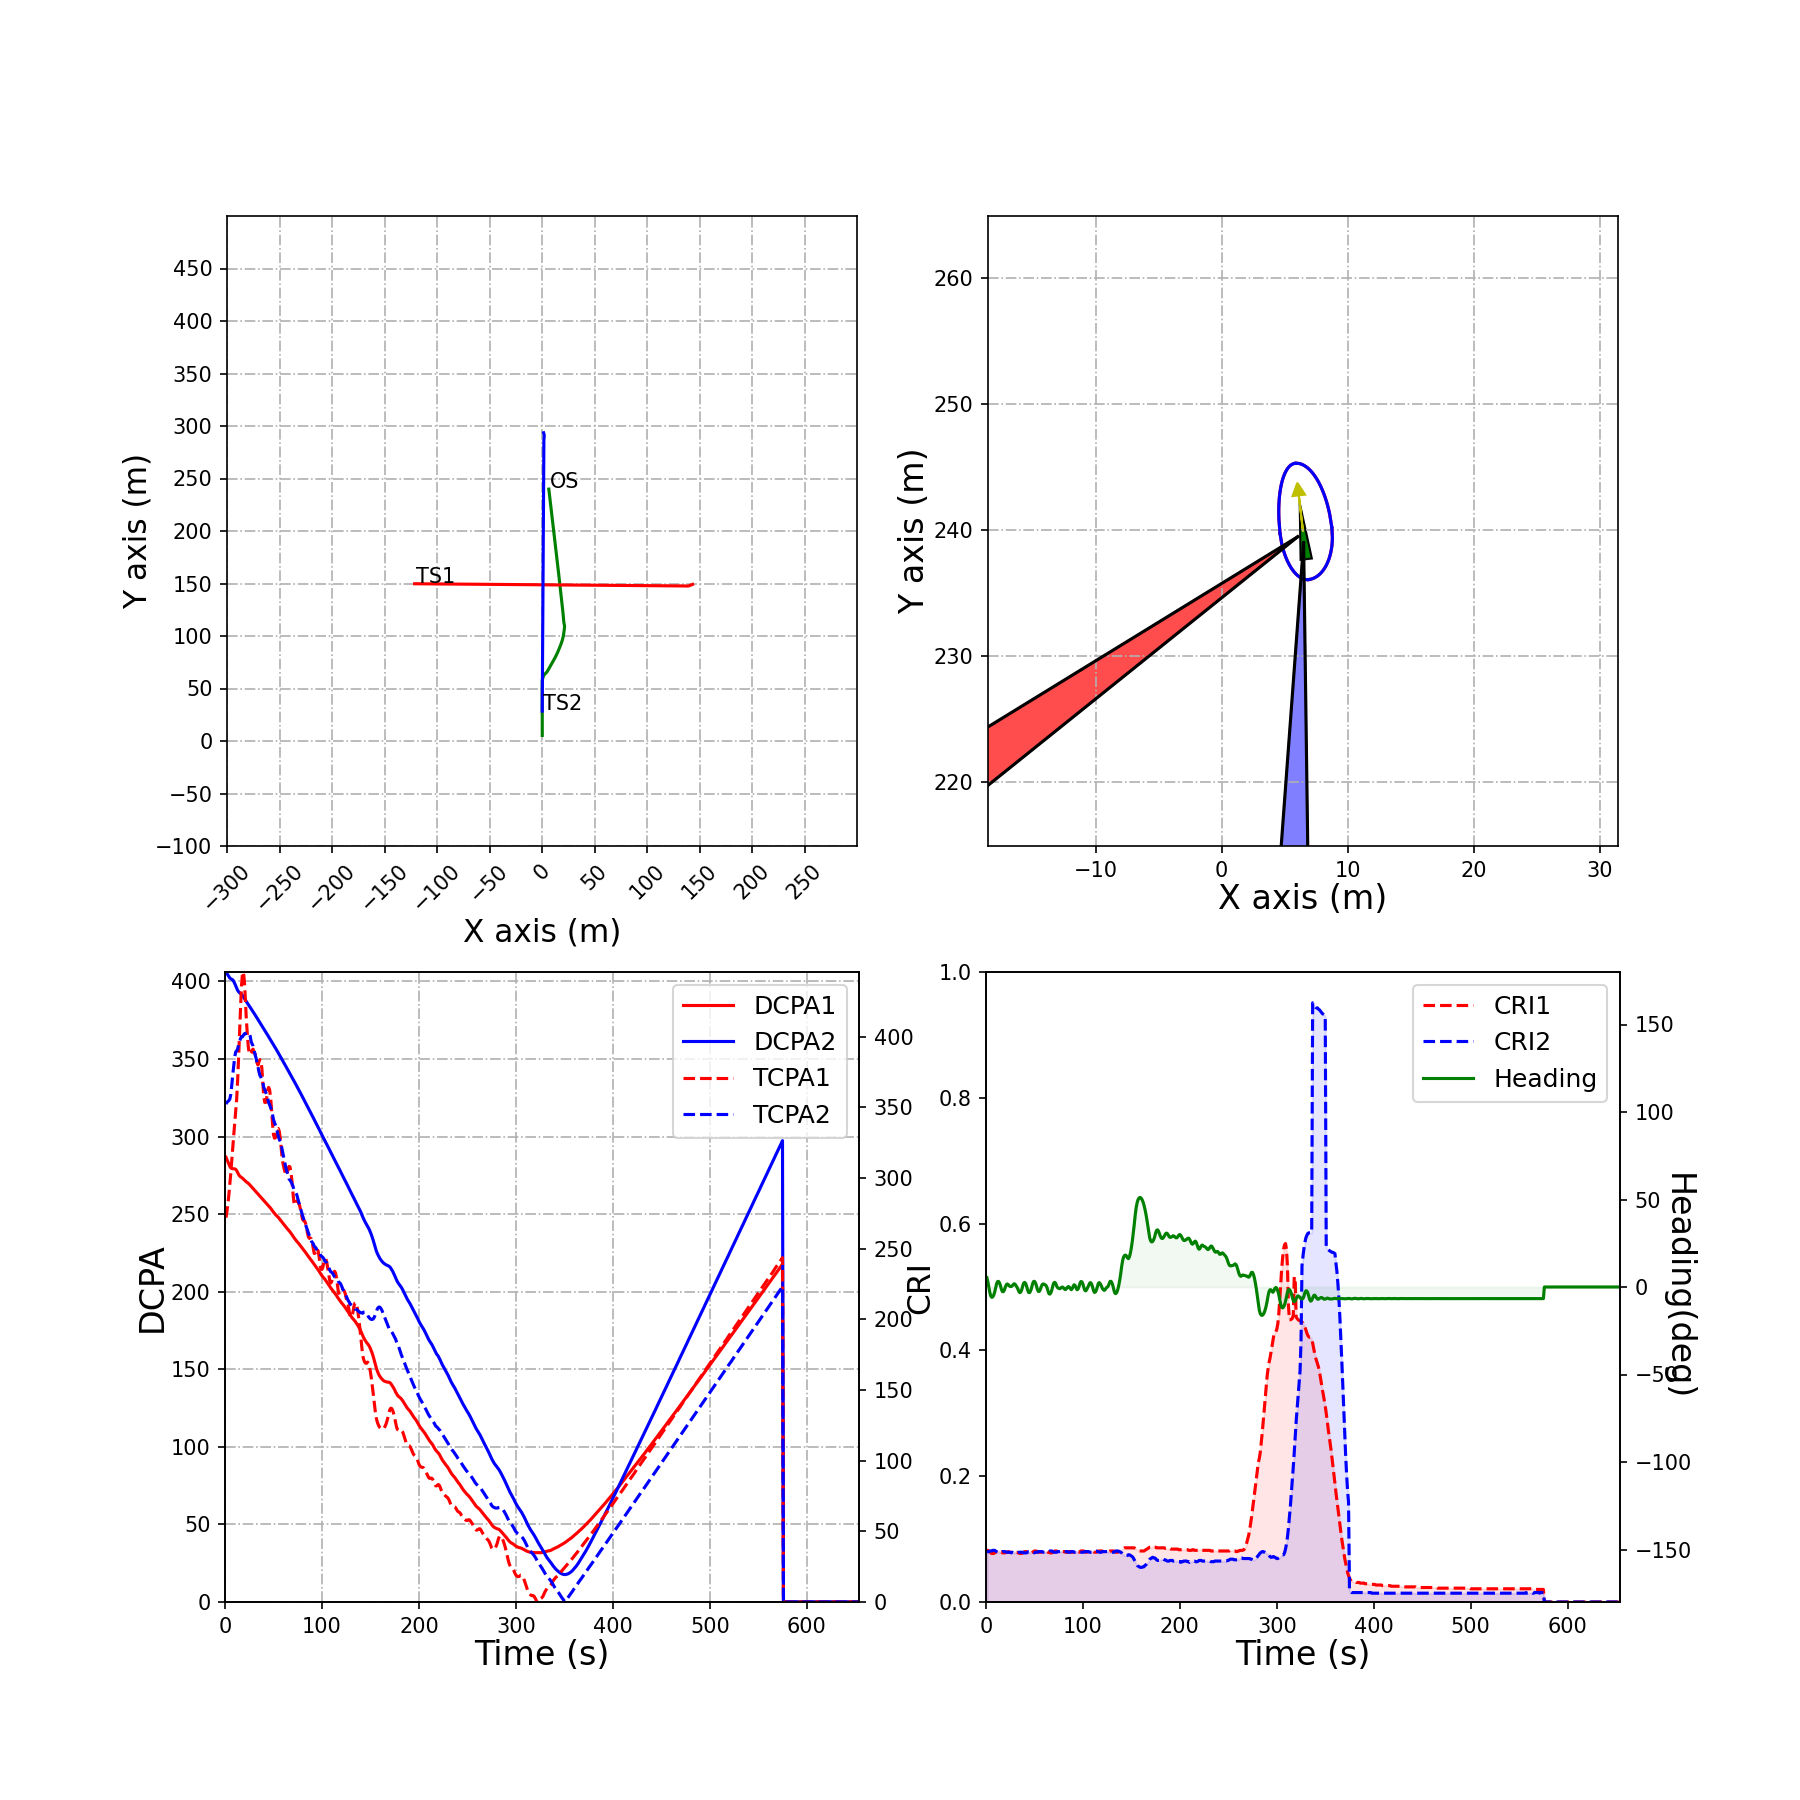 450
400
350
300
250
200
150
100
50
0
−50
−100
Y axis (m)
OS
TS1
TS2
−300 −250 −200 −150 −100 −50 0 50 100 150 200 250
X axis (m)
260
250
240
230
220
Y axis (m)
−10 0 10 20 30
X axis (m)
400
350
300
250
200
150
100
50
0
DCPA
DCPA1
DCPA2
TCPA1
TCPA2
400
350
300
250
200
150
100
50
0
0 100 200 300 400 500 600
Time (s)
1.0
0.8
0.6
0.4
0.2
0.0
CRI
CRI1
CRI2
Heading
150
100
50
0
−50
−100
−150
Heading(deg)
0 100 200 300 400 500 600
Time (s)